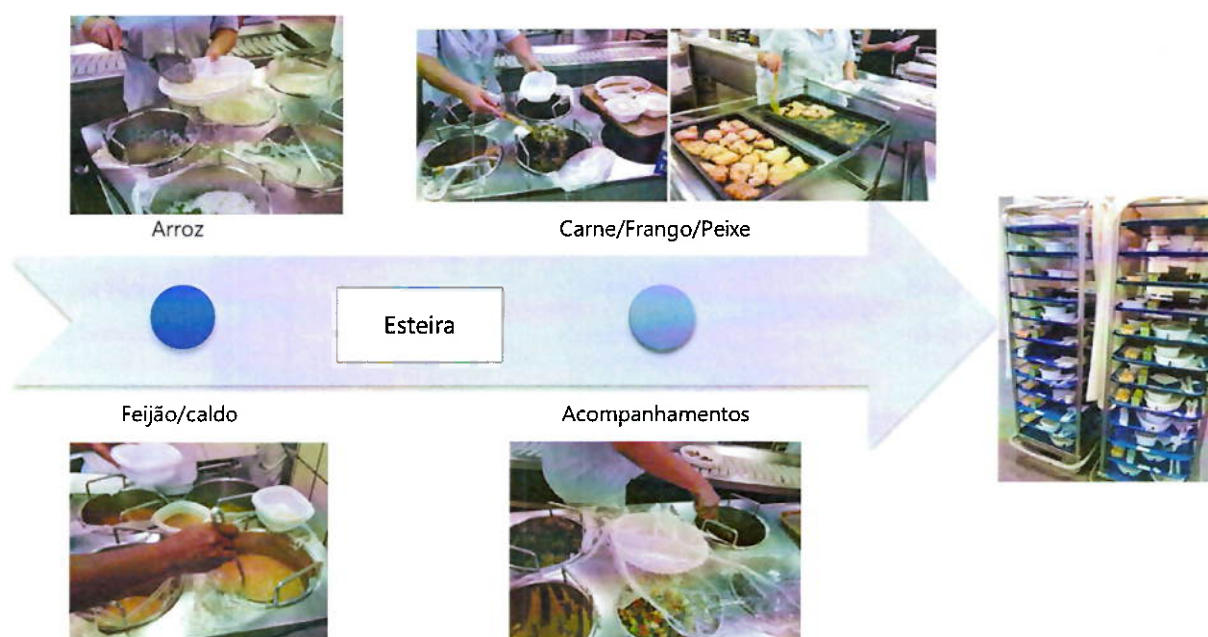 Arroz
Carne/Frango/Peixe
Esteira
Feijão/caldo
Acompanhamentos